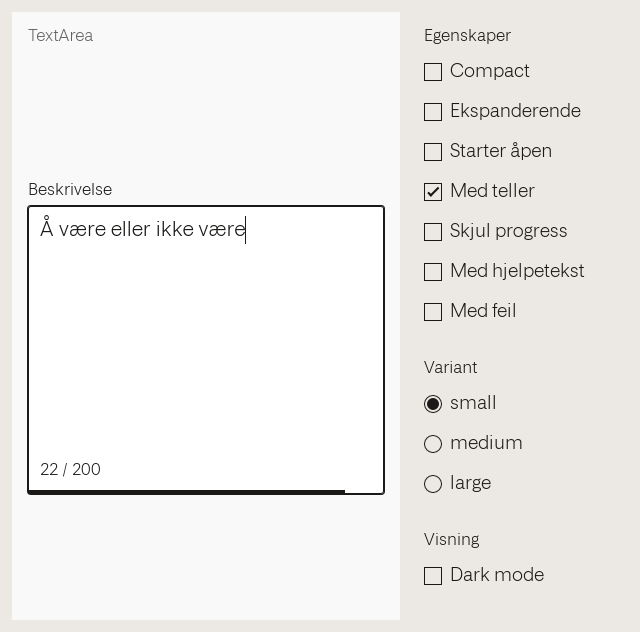 TextArea
Beskrivelse
Å være eller ikke være
22 / 200
Egenskaper
Compact
Ekspanderende
Starter åpen
Med teller
Skjul progress
Med hjelpetekst
Med feil
Variant
small
medium
large
Visning
Dark mode